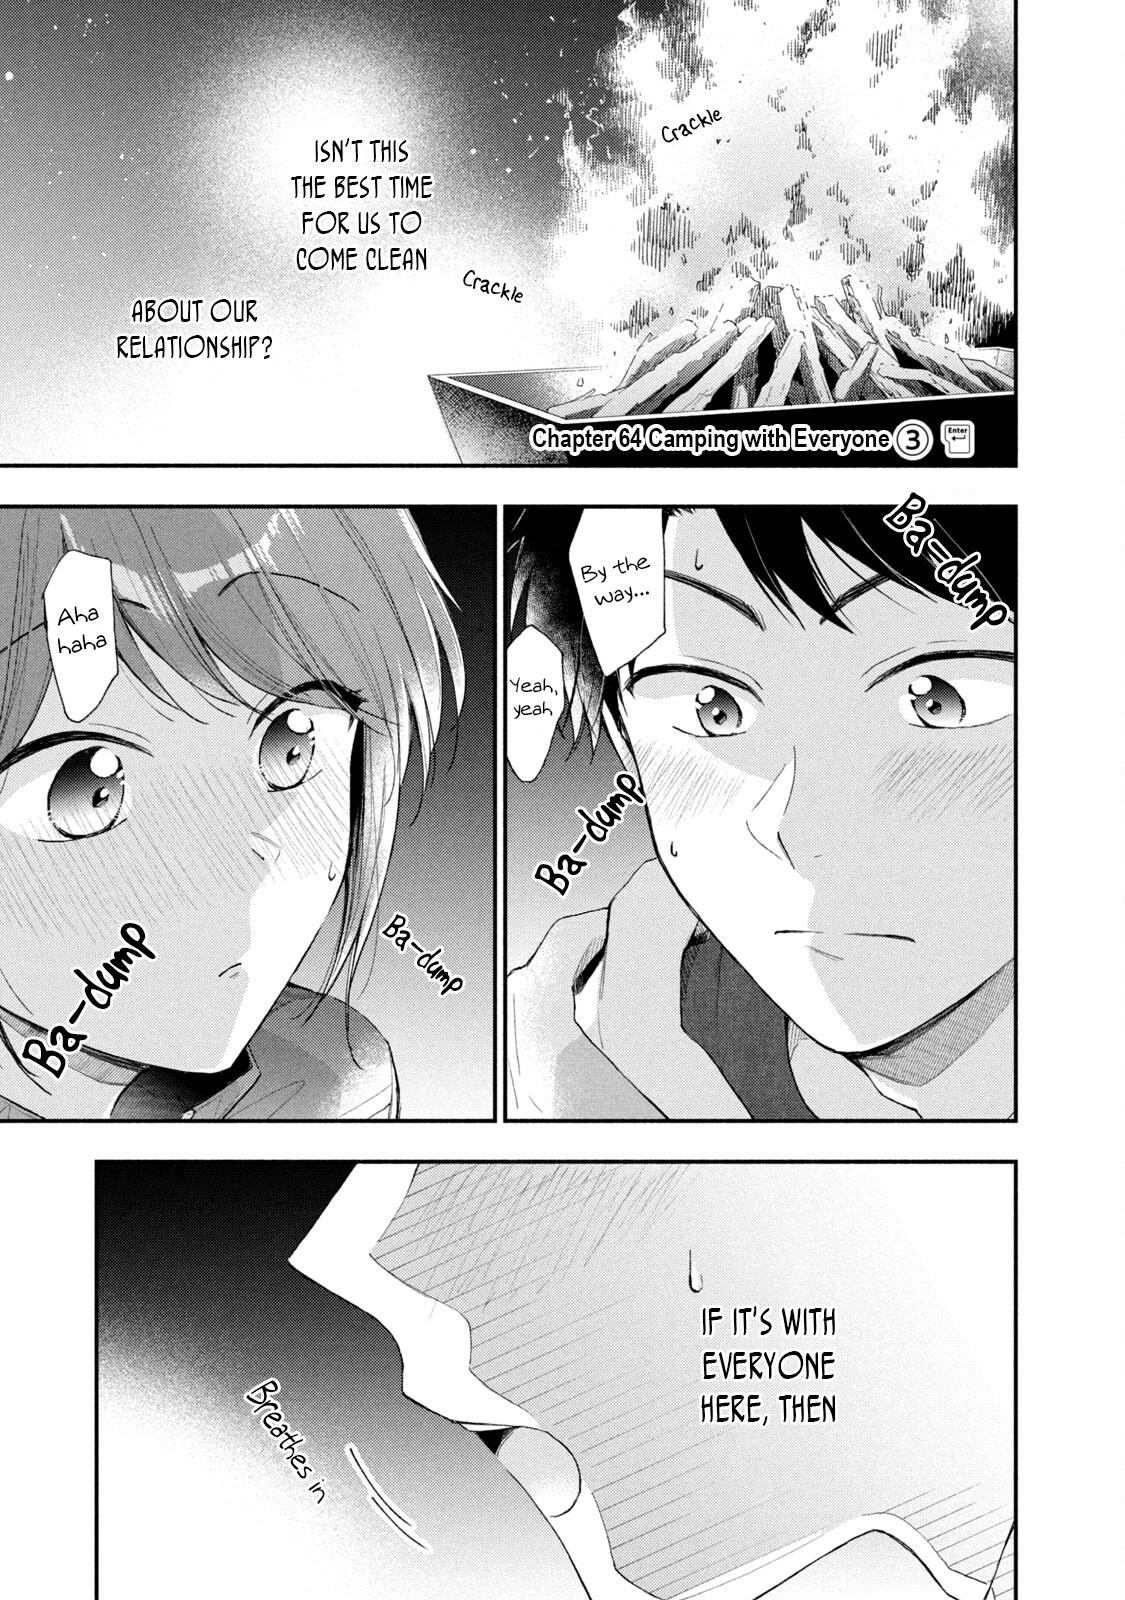 Crackle
ISN'T THIS
THE BEST TIME
FOR US TO
COME CLEAN
Crackle
ABOUT OUR
RELATIONSHIP?
Chapter 64 Camping with Everyone ③
Enter
Ba-dump
By the
way...
Yeah,
yeah
Ba-dump
Aha
haha
Ba-dump
Ba-dump
IF IT'S WITH
EVERYONE
HERE, THEN
Breathes in